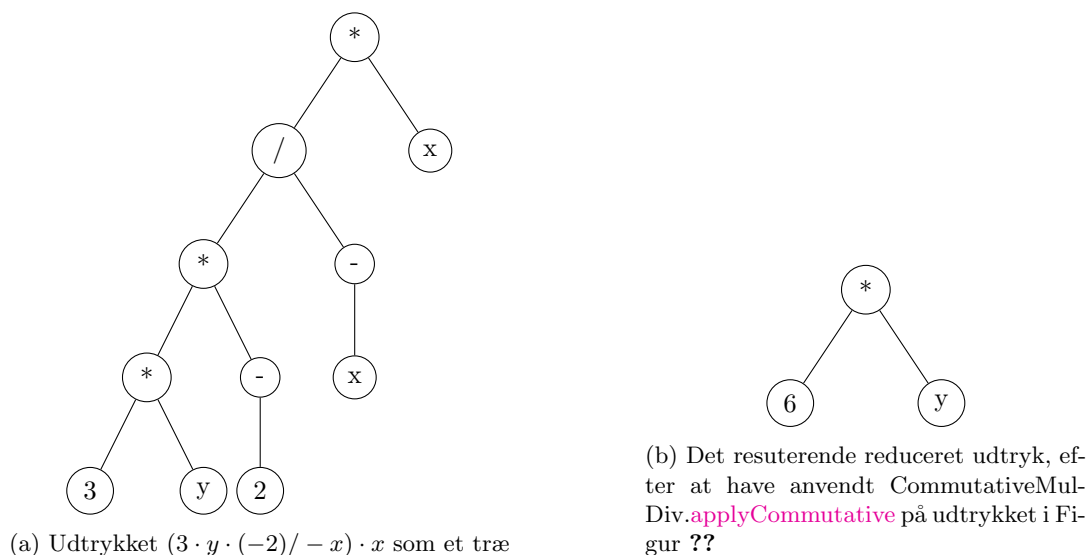 *
/
x
*
-
*
-
x
3
y
2
(a) Udtrykket (3 · y · (−2)/ − x) · x som et træ
*
6
y
(b) Det resuterende reduceret udtryk, ef-
ter at have anvendt CommutativeMul-
Div.applyCommutative på udtrykket i Fi-
gur ??